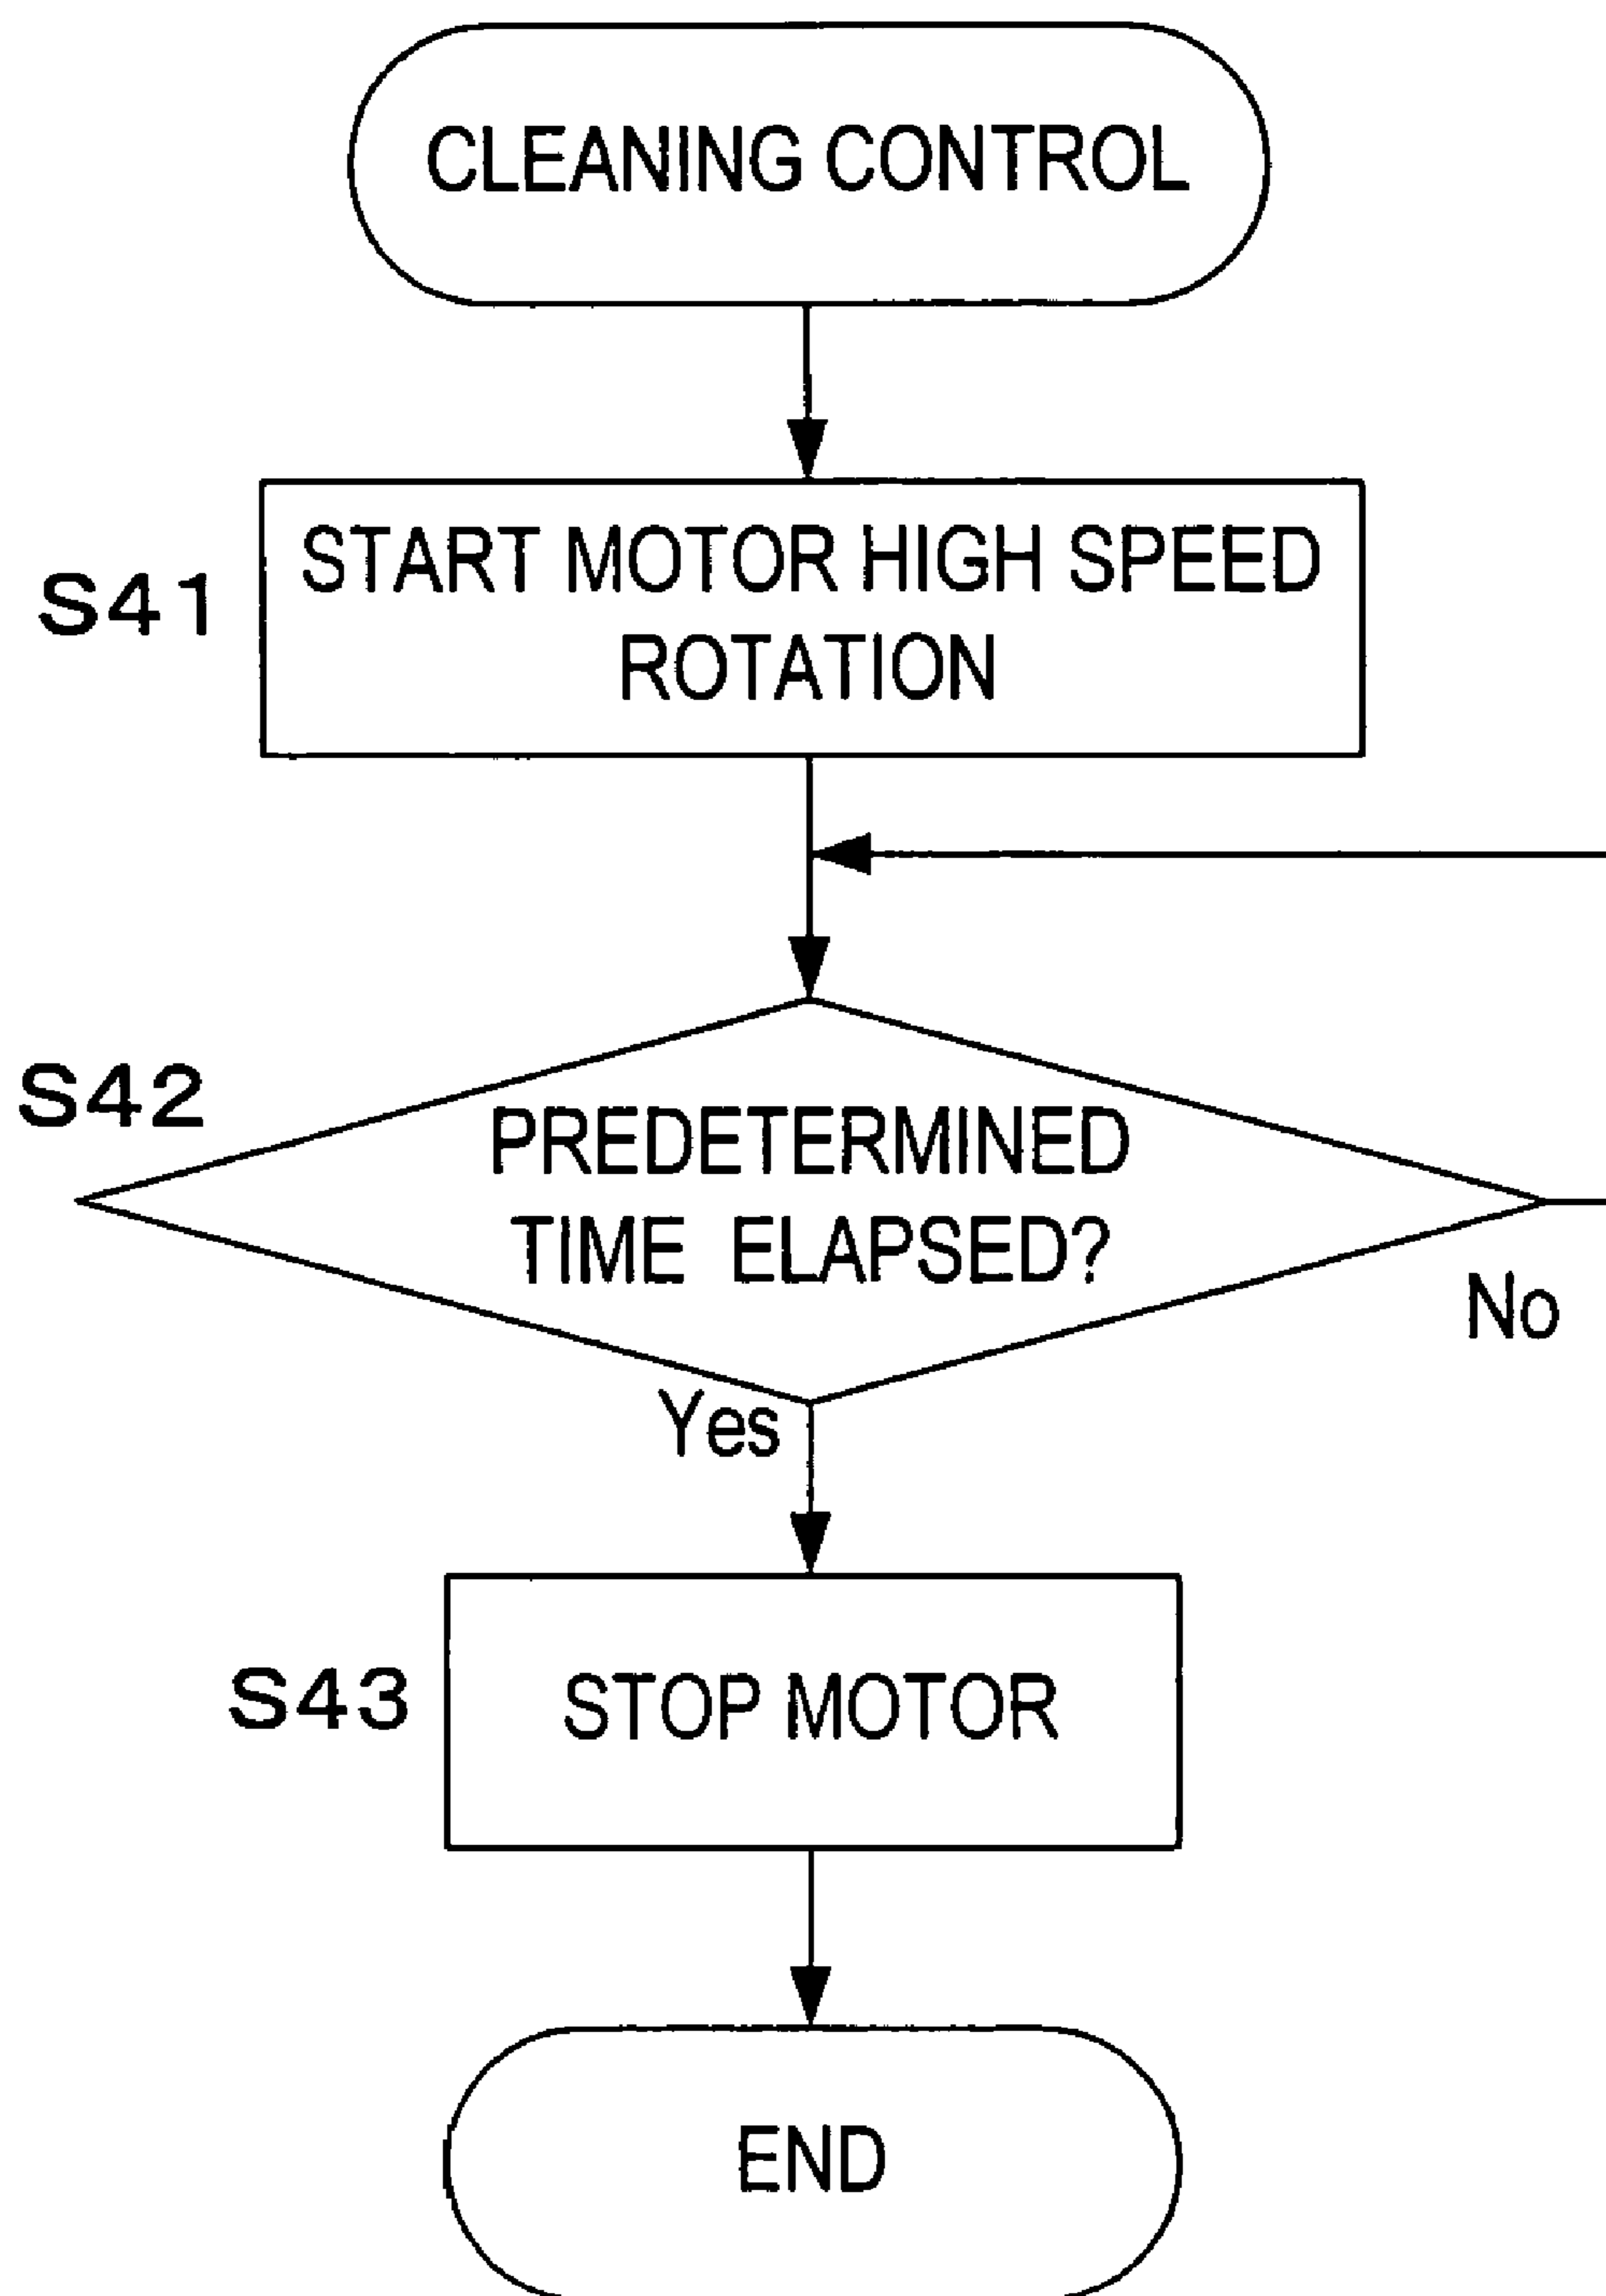 CLEANING CONTROL
S41
START MOTOR HIGH SPEED
ROTATION
S42
PREDETERMINED
TIME ELAPSED?
No
Yes
S43
STOP MOTOR
END